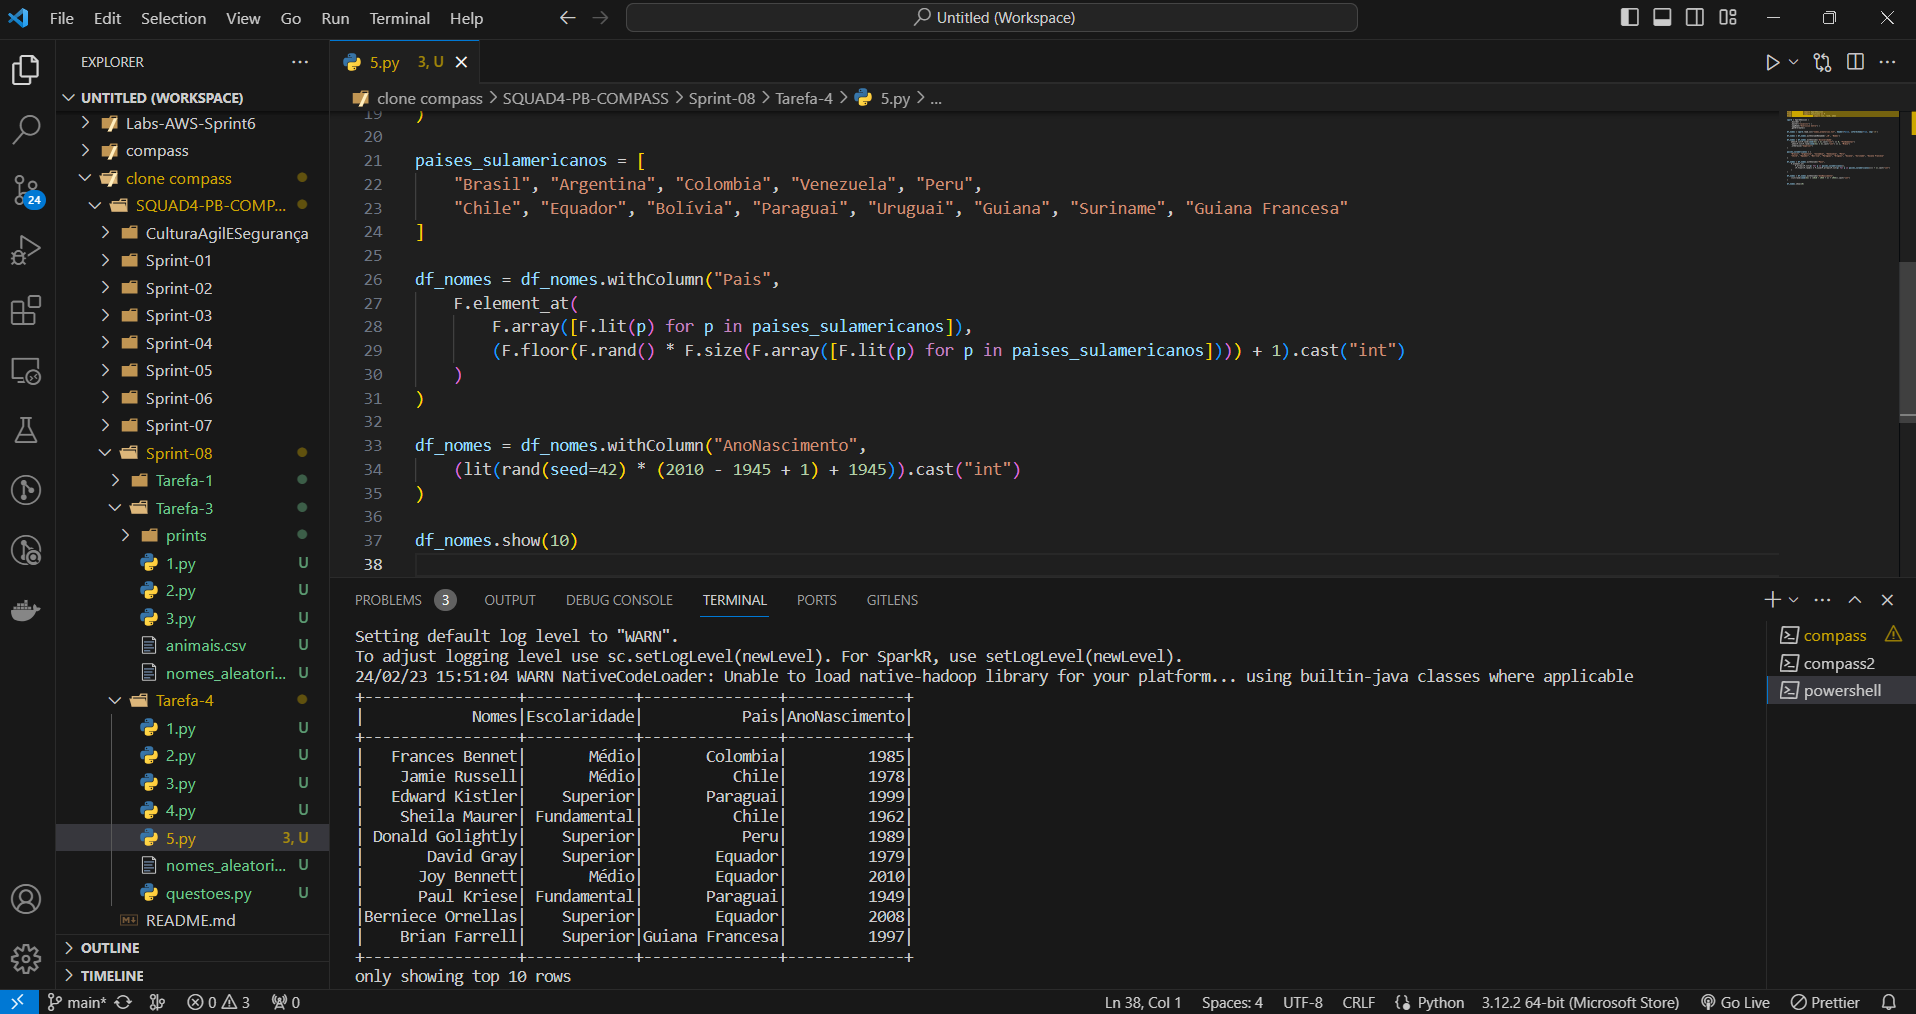 File Edit Selection View Go Run Terminal Help
Untitled (Workspace)
EXPLORER
UNTITLED (WORKSPACE)
Labs-AWS-Sprint6
compass
clone compass
SQUAD4-PB-COMP...
CulturaAgilESegurança
Sprint-01
Sprint-02
Sprint-03
Sprint-04
Sprint-05
Sprint-06
Sprint-07
Sprint-08
Tarefa-1
Tarefa-3
prints
1.py U
2.py U
3.py U
animais.csv U
nomes_aleatori... U
Tarefa-4
1.py U
2.py U
3.py U
4.py U
5.py 3, U
nomes_aleatori... U
questoes.py U
README.md
OUTLINE
TIMELINE
24
5.py 3, U
clone compass > SQUAD4-PB-COMPASS > Sprint-08 > Tarefa-4 > 5.py > ...
19 )
20
21 paises_sulamericanos = [
22 "Brasil", "Argentina", "Colombia", "Venezuela", "Peru",
23 "Chile", "Equador", "Bolívia", "Paraguai", "Uruguai", "Guiana", "Suriname", "Guiana Francesa"
24 ]
25
26 df_nomes = df_nomes.withColumn("Pais",
27 F.element_at(
28 F.array([F.lit(p) for p in paises_sulamericanos]),
29 (F.floor(F.rand() * F.size(F.array([F.lit(p) for p in paises_sulamericanos]))) + 1).cast("int")
30 )
31 )
32
33 df_nomes = df_nomes.withColumn("AnoNascimento",
34 (lit(rand(seed=42) * (2010 - 1945 + 1) + 1945)).cast("int")
35 )
36
37 df_nomes.show(10)
38
PROBLEMS 3 OUTPUT DEBUG CONSOLE TERMINAL PORTS GITLENS
Setting default log level to "WARN".
To adjust logging level use sc.setLogLevel(newLevel). For SparkR, use setLogLevel(newLevel).
24/02/23 15:51:04 WARN NativeCodeLoader: Unable to load native-hadoop library for your platform... using builtin-java classes where applicable
+-----------------+------------+---------------+-------------+
|            Nomes|Escolaridade|           Pais|AnoNascimento|
+-----------------+------------+---------------+-------------+
|   Frances Bennet|       Médio|       Colombia|         1985|
|    Jamie Russell|       Médio|          Chile|         1978|
|   Edward Kistler|    Superior|       Paraguai|         1999|
|    Sheila Maurer| Fundamental|          Chile|         1962|
| Donald Golightly|    Superior|           Peru|         1989|
|       David Gray|    Superior|        Equador|         1979|
|      Joy Bennett|       Médio|        Equador|         2010|
|      Paul Kriese| Fundamental|       Paraguai|         1949|
|Berniece Ornellas|    Superior|        Equador|         2008|
|    Brian Farrell|    Superior|Guiana Francesa|         1997|
+-----------------+------------+---------------+-------------+
only showing top 10 rows
compass
compass2
powershell
main* 0 3 0 Ln 38, Col 1 Spaces: 4 UTF-8 CRLF Python 3.12.2 64-bit (Microsoft Store) Go Live Prettier